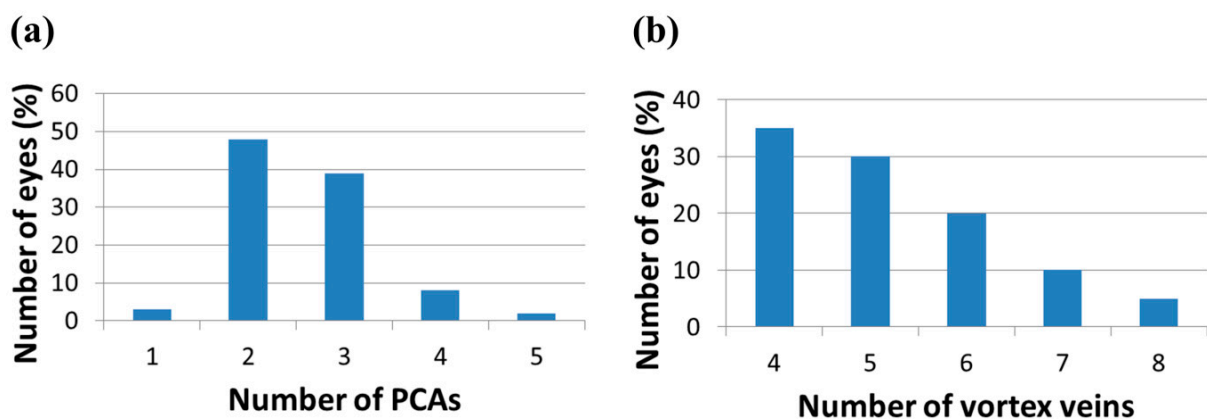 (a)
Number of eyes (%)
60
50
40
30
20
10
0
1 2 3 4 5
Number of PCAs
(b)
Number of eyes (%)
40
30
20
10
0
4 5 6 7 8
Number of vortex veins